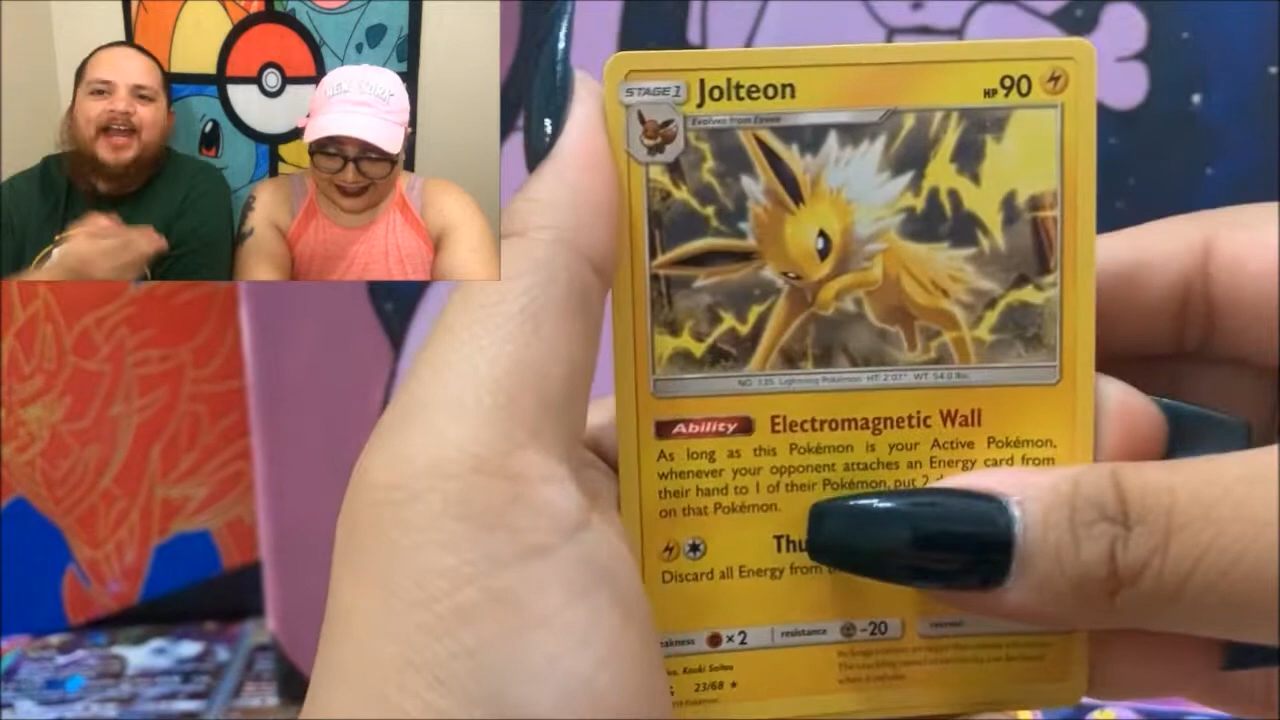 NEW YORK
STAGE 1 Jolteon HP 90
Evolves from Eevee
NO. 135 Lightning Pokémon HT: 2'07" WT: 54.0 lbs.
Ability Electromagnetic Wall
As long as this Pokémon is your Active Pokémon,
whenever your opponent attaches an Energy card from
their hand to 1 of their Pokémon, put 2
on that Pokémon.
Thu
Discard all Energy from
×2 resistance -20
Kouki Saitou
23/68